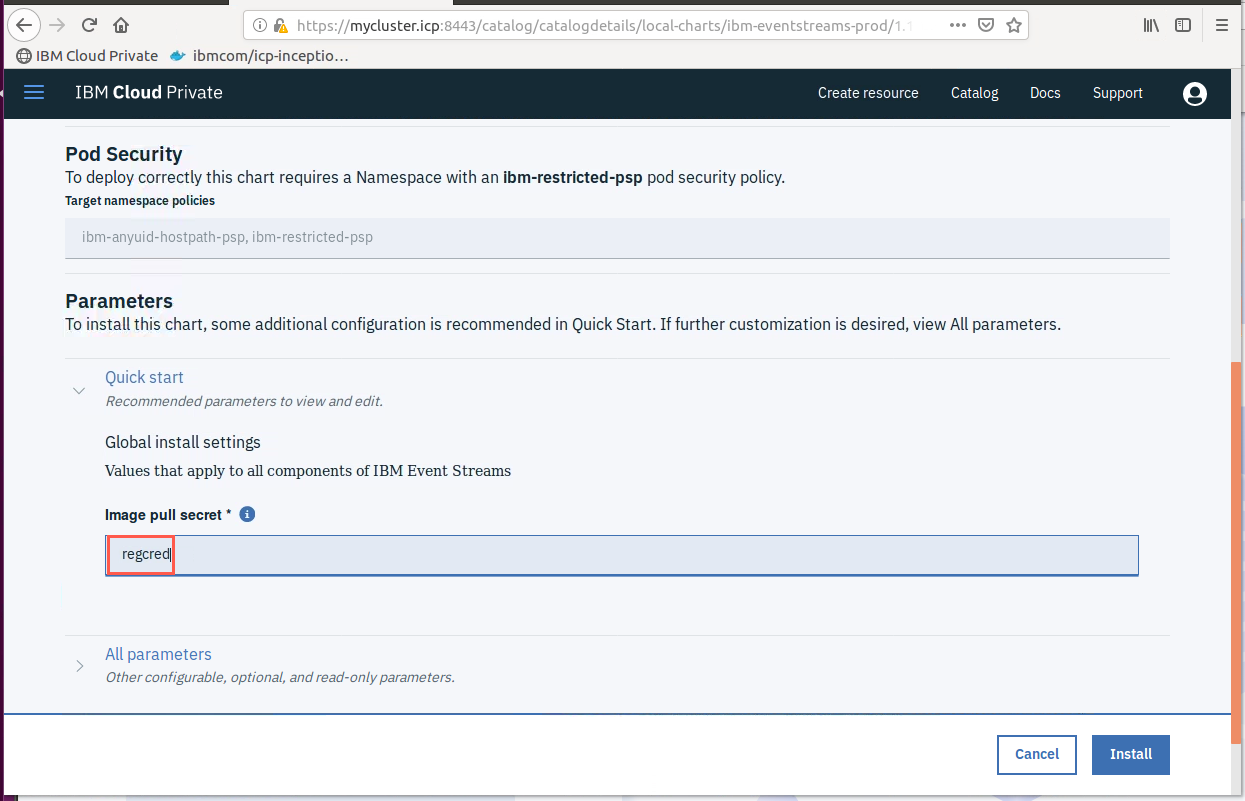 https://mycluster.icp:8443/catalog/catalogdetails/local-charts/ibm-eventstreams-prod/1.1
IBM Cloud Private ibmcom/icp-inceptio…
IBM Cloud Private Create resource Catalog Docs Support
Pod Security
To deploy correctly this chart requires a Namespace with an ibm-restricted-psp pod security policy.
Target namespace policies
ibm-anyuid-hostpath-psp, ibm-restricted-psp
Parameters
To install this chart, some additional configuration is recommended in Quick Start. If further customization is desired, view All parameters.
Quick start
Recommended parameters to view and edit.
Global install settings
Values that apply to all components of IBM Event Streams
Image pull secret *
regcred
All parameters
Other configurable, optional, and read-only parameters.
Cancel Install